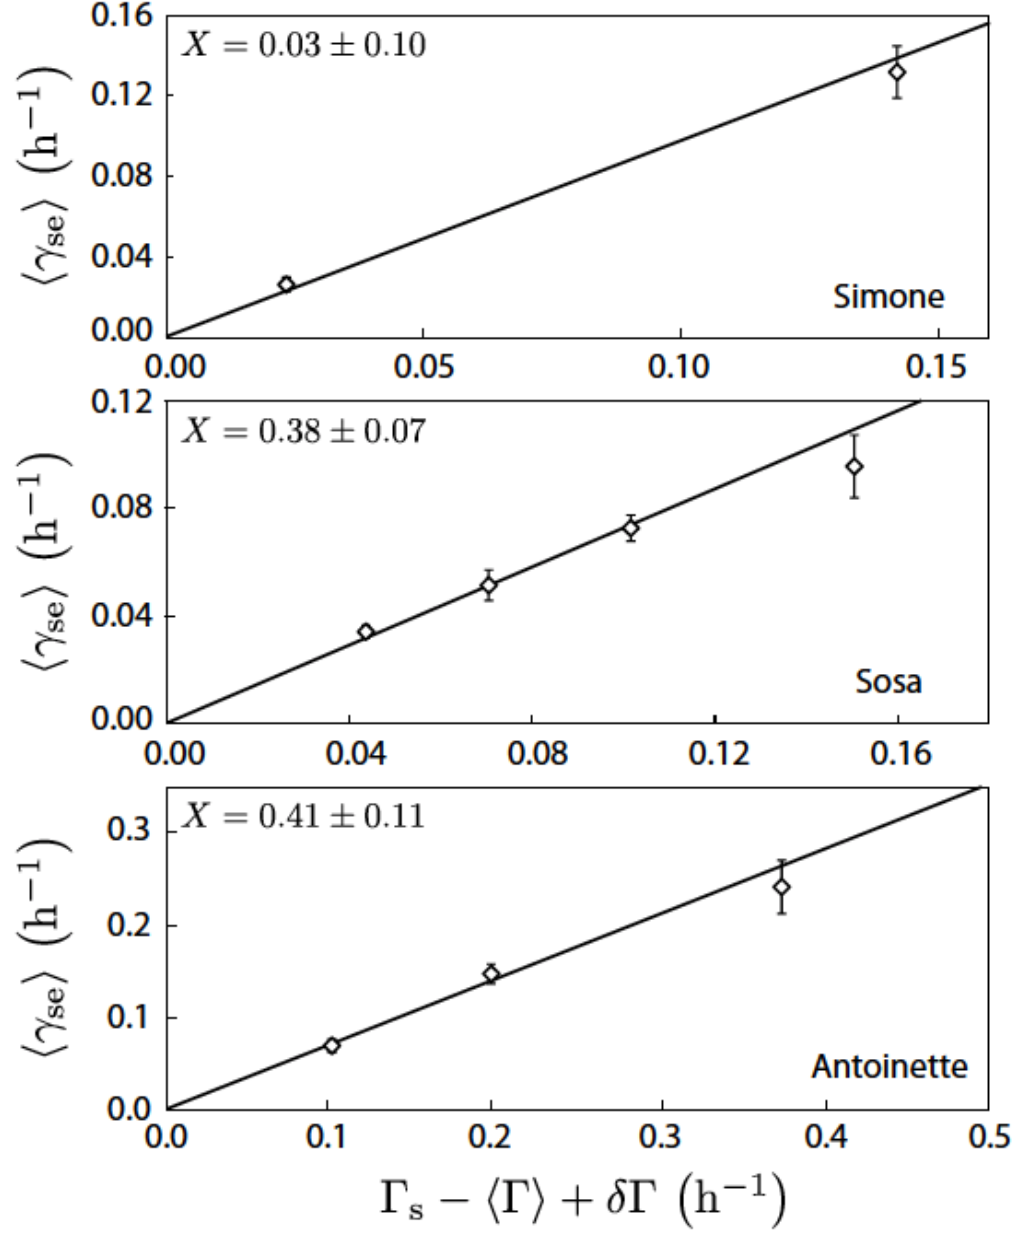 0.16
X = 0.03 ± 0.10
0.12
0.08
0.04
0.00
⟨γse⟩ (h⁻¹)
Simone
0.00 0.05 0.10 0.15
0.12
X = 0.38 ± 0.07
0.08
0.04
0.00
⟨γse⟩ (h⁻¹)
Sosa
0.00 0.04 0.08 0.12 0.16
X = 0.41 ± 0.11
0.3
0.2
0.1
0.0
⟨γse⟩ (h⁻¹)
Antoinette
0.0 0.1 0.2 0.3 0.4 0.5
Γs − ⟨Γ⟩ + δΓ (h⁻¹)